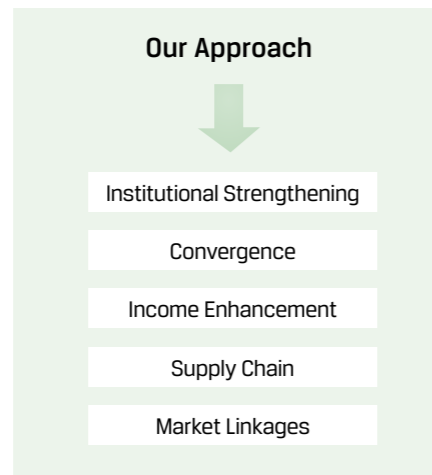 Our Approach
Institutional Strengthening
Convergence
Income Enhancement
Supply Chain
Market Linkages